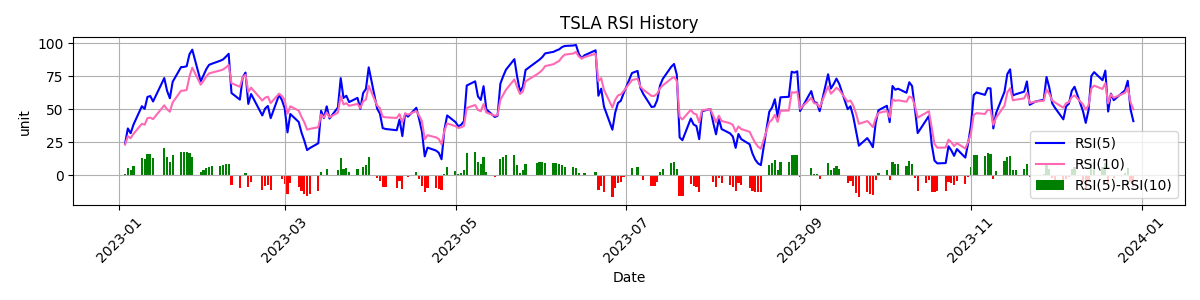 TSLA RSI History
unit
100
75
50
25
0
RSI(5)
RSI(10)
RSI(5)-RSI(10)
2023-01
2023-03
2023-05
2023-07
2023-09
2023-11
2024-01
Date